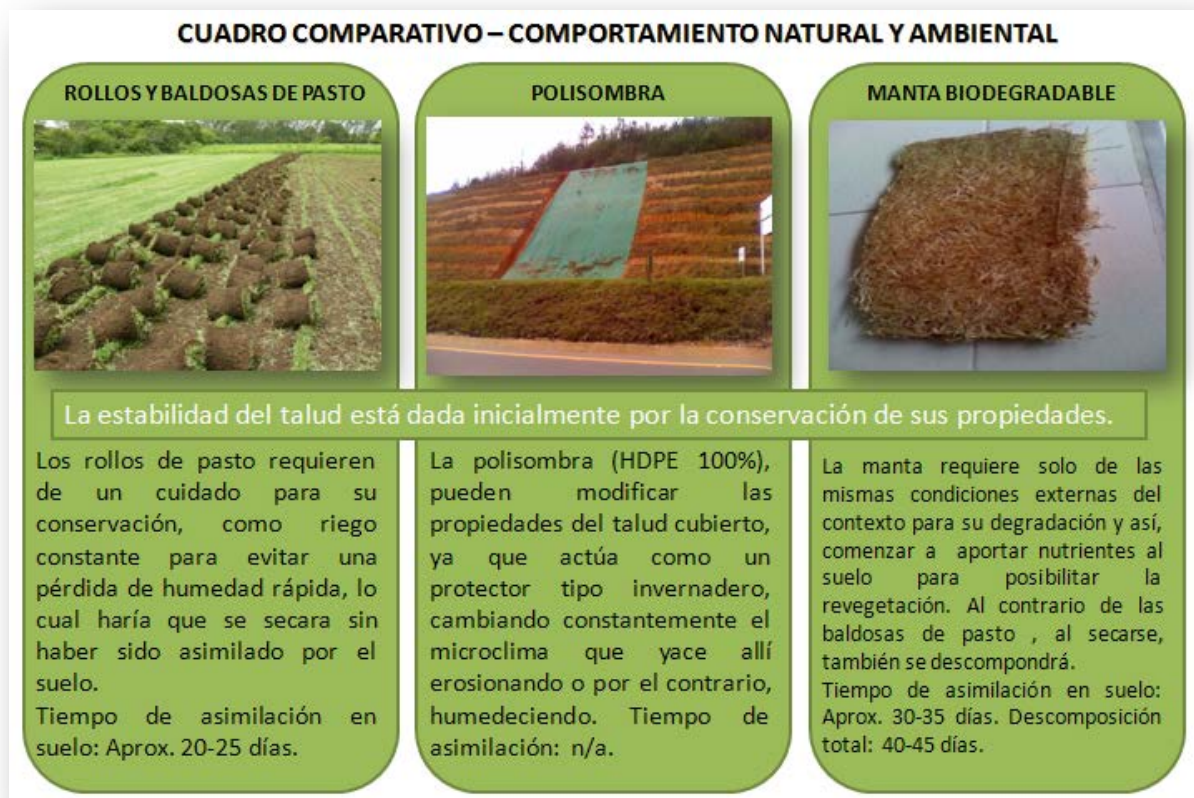 CUADRO COMPARATIVO – COMPORTAMIENTO NATURAL Y AMBIENTAL
ROLLOS Y BALDOSAS DE PASTO
POLISOMBRA
MANTA BIODEGRADABLE
La estabilidad del talud está dada inicialmente por la conservación de sus propiedades.
Los rollos de pasto requieren
de un cuidado para su
conservación, como riego
constante para evitar una
pérdida de humedad rápida, lo
cual haría que se secara sin
haber sido asimilado por el
suelo.
Tiempo de asimilación en
suelo: Aprox. 20-25 días.
La polisombra (HDPE 100%),
pueden modificar las
propiedades del talud cubierto,
ya que actúa como un
protector tipo invernadero,
cambiando constantemente el
microclima que yace allí
erosionando o por el contrario,
humedeciendo. Tiempo de
asimilación: n/a.
La manta requiere solo de las
mismas condiciones externas del
contexto para su degradación y así,
comenzar a aportar nutrientes al
suelo para posibilitar la
revegetación. Al contrario de las
baldosas de pasto , al secarse,
también se descompondrá.
Tiempo de asimilación en suelo:
Aprox. 30-35 días. Descomposición
total: 40-45 días.